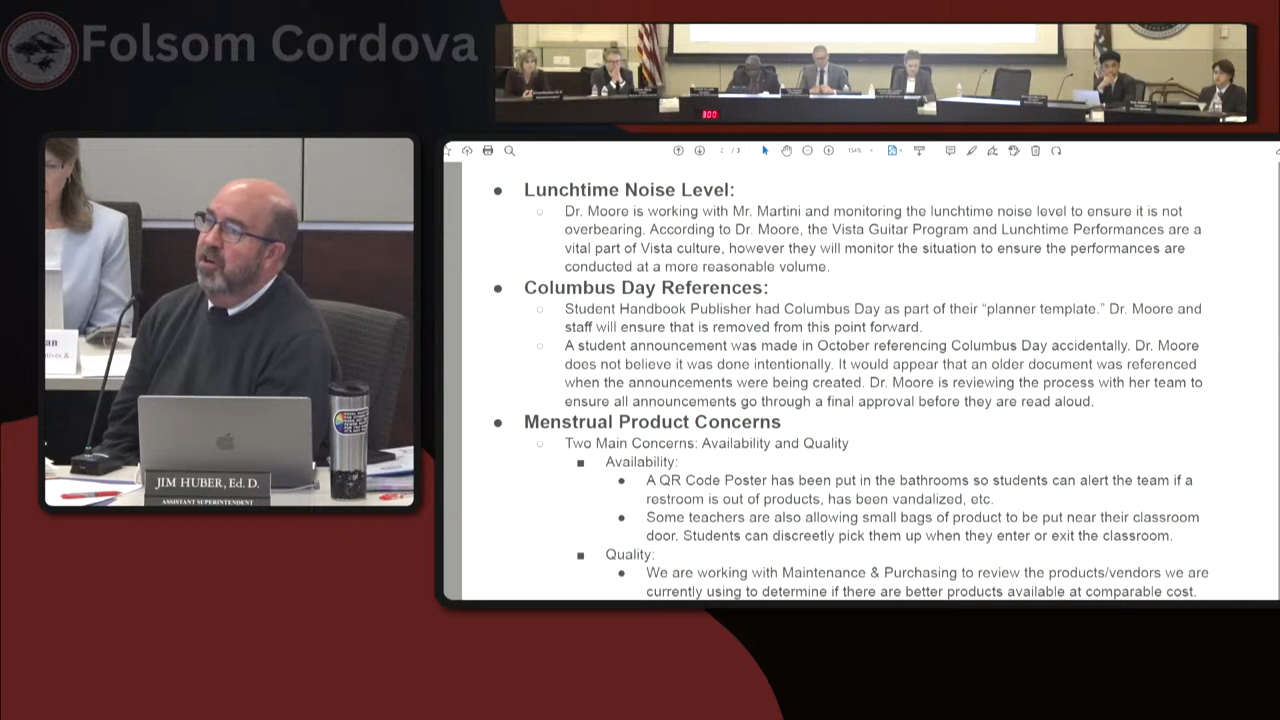 Folsom Cordova
3:00
2 / 3
154%
● Lunchtime Noise Level:
○ Dr. Moore is working with Mr. Martini and monitoring the lunchtime noise level to ensure it is not
overbearing. According to Dr. Moore, the Vista Guitar Program and Lunchtime Performances are a
vital part of Vista culture, however they will monitor the situation to ensure the performances are
conducted at a more reasonable volume.
● Columbus Day References:
○ Student Handbook Publisher had Columbus Day as part of their “planner template.” Dr. Moore and
staff will ensure that is removed from this point forward.
○ A student announcement was made in October referencing Columbus Day accidentally. Dr. Moore
does not believe it was done intentionally. It would appear that an older document was referenced
when the announcements were being created. Dr. Moore is reviewing the process with her team to
ensure all announcements go through a final approval before they are read aloud.
● Menstrual Product Concerns
○ Two Main Concerns: Availability and Quality
■ Availability:
● A QR Code Poster has been put in the bathrooms so students can alert the team if a
restroom is out of products, has been vandalized, etc.
● Some teachers are also allowing small bags of product to be put near their classroom
door. Students can discreetly pick them up when they enter or exit the classroom.
■ Quality:
● We are working with Maintenance & Purchasing to review the products/vendors we are
currently using to determine if there are better products available at comparable cost.
JIM HUBER, Ed. D.
ASSISTANT SUPERINTENDENT